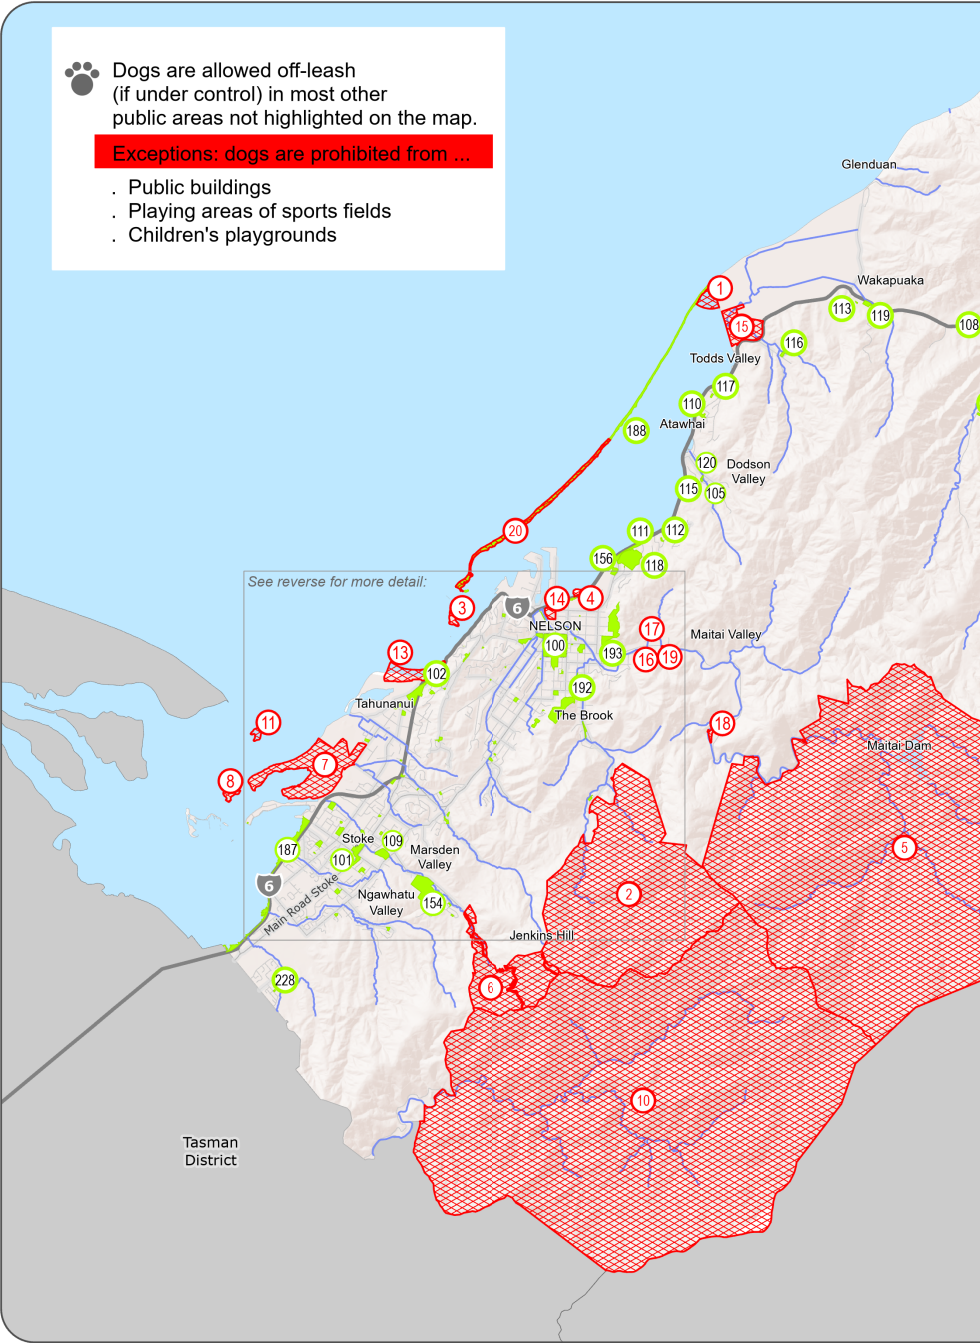 Dogs are allowed off-leash
(if under control) in most other
public areas not highlighted on the map.
Exceptions: dogs are prohibited from ...
. Public buildings
. Playing areas of sports fields
. Children's playgrounds
Glenduan
Wakapuaka
1
113
119
108
15
116
Todds Valley
117
110
Atawhai
188
120
Dodson
Valley
115
105
20
111
112
156
118
See reverse for more detail:
6
14
4
3
NELSON
17
Maitai Valley
100
193
16
19
13
102
192
Tahunanui
The Brook
11
18
Maitai Dam
7
8
Stoke
109
5
187
101
Marsden
Valley
6
Main Road Stoke
Ngawhatu
Valley
154
2
Jenkins Hill
228
6
10
Tasman
District